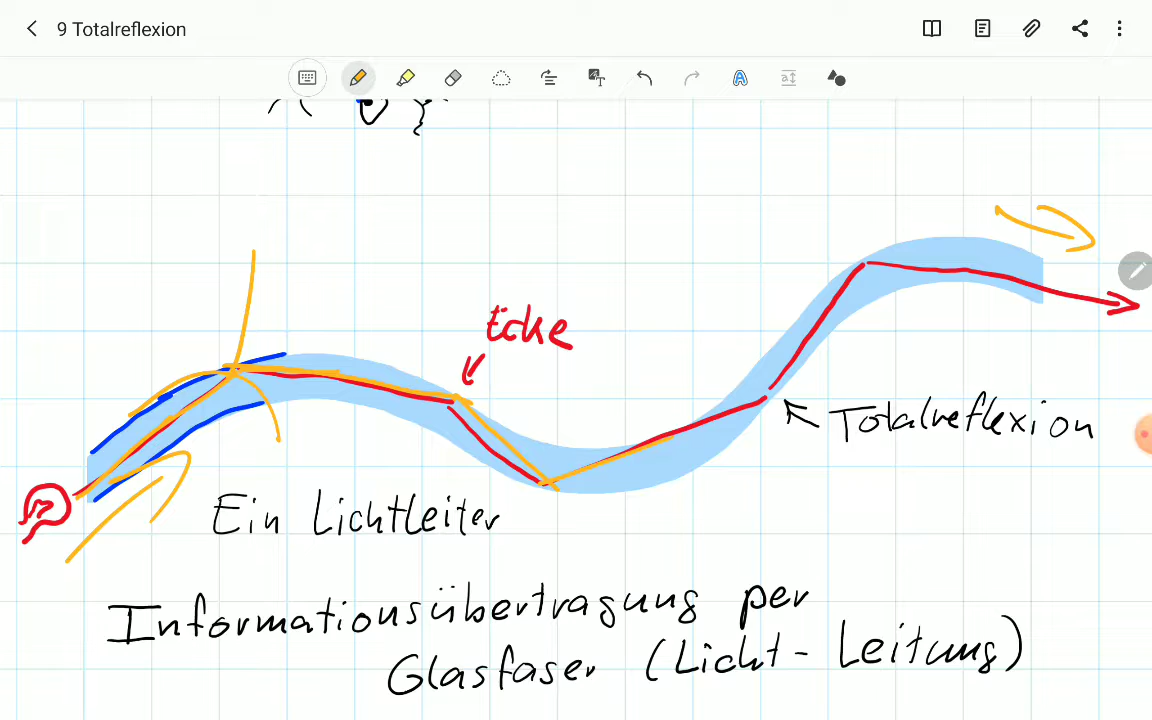 9 Totalreflexion
Ecke
Totalreflexion
Ein Lichtleiter
Informationsübertragung per
Glasfaser (Licht-Leitung)